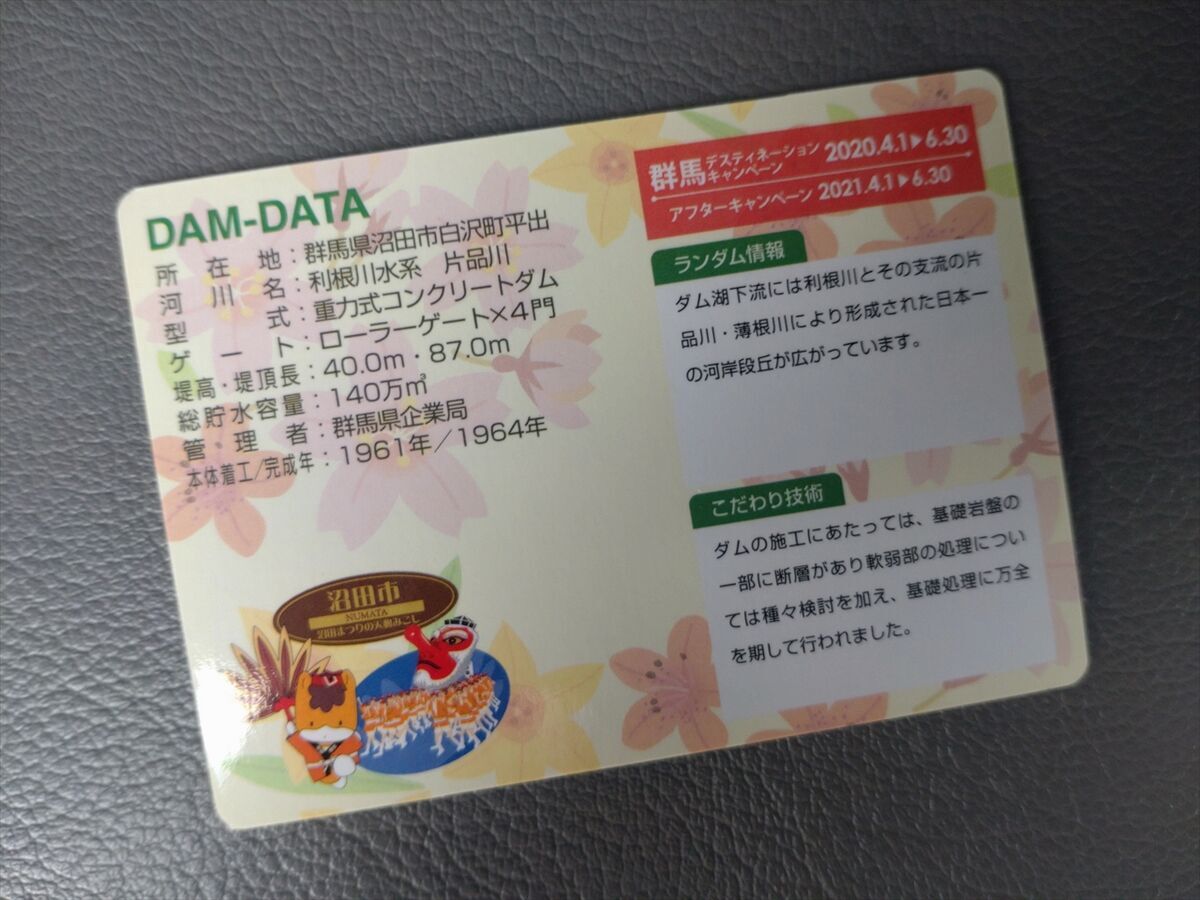 DAM-DATA
所在地：群馬県沼田市白沢町平出
河川名：利根川水系 片品川
型式：重力式コンクリートダム
ゲート：ローラーゲート×4門
堤高・堤頂長：40.0m・87.0m
総貯水容量：140万㎥
管理者：群馬県企業局
本体着工/完成年：1961年／1964年
沼田市
NUMATA
沼田まつりの天狗みこし
群馬デスティネーションキャンペーン 2020.4.1▶6.30
アフターキャンペーン 2021.4.1▶6.30
ランダム情報
ダム湖下流には利根川とその支流の片
品川・薄根川により形成された日本一
の河岸段丘が広がっています。
こだわり技術
ダムの施工にあたっては、基礎岩盤の
一部に断層があり軟弱部の処理につい
ては種々検討を加え、基礎処理に万全
を期して行われました。